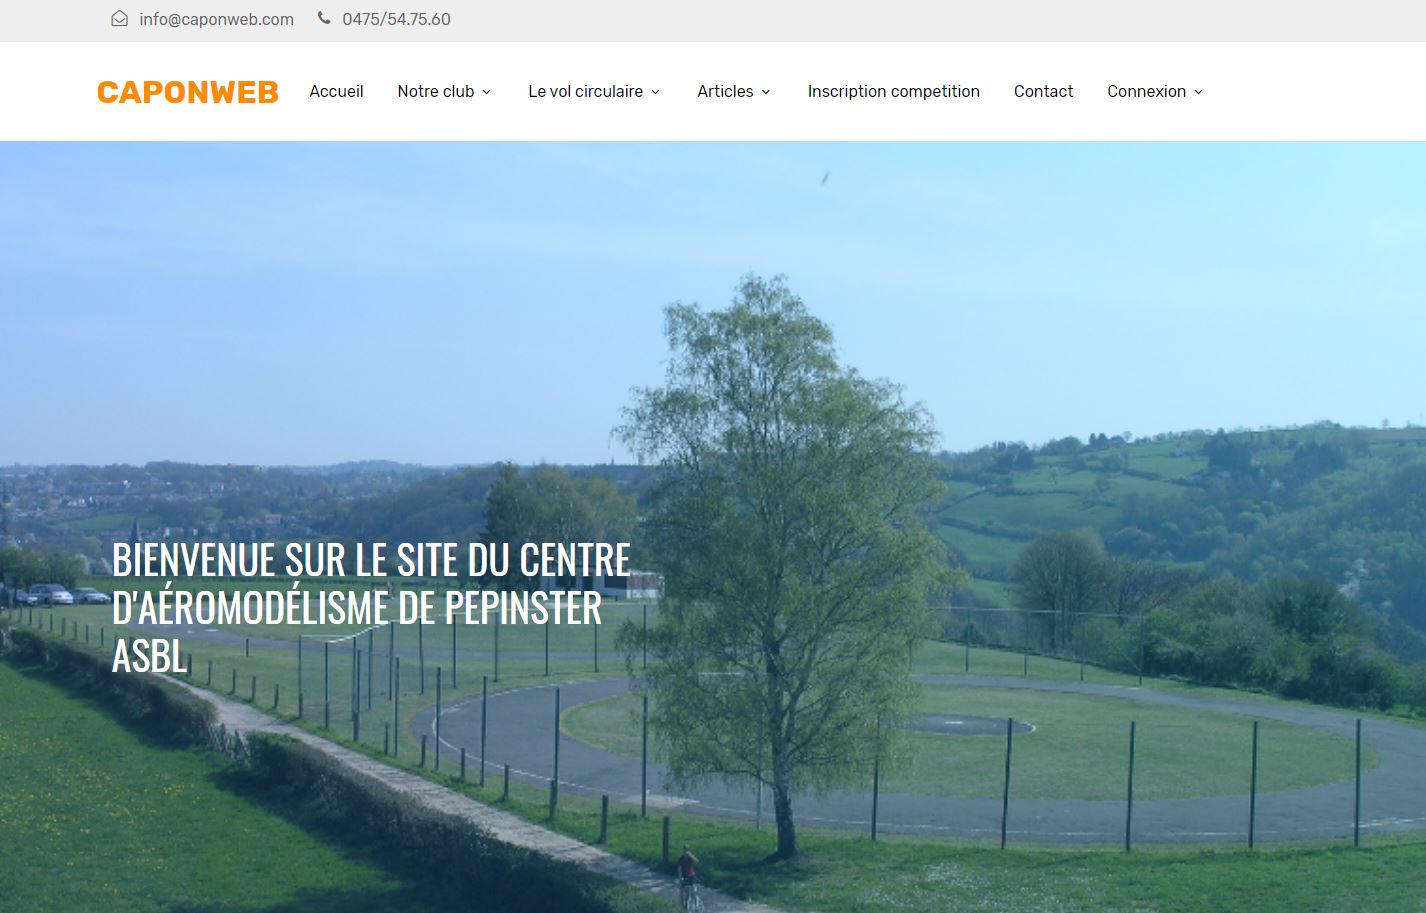 info@caponweb.com 0475/54.75.60
CAPONWEB Accueil Notre club Le vol circulaire Articles Inscription competition Contact Connexion
BIENVENUE SUR LE SITE DU CENTRE
D'AÉROMODÉLISME DE PEPINSTER
ASBL